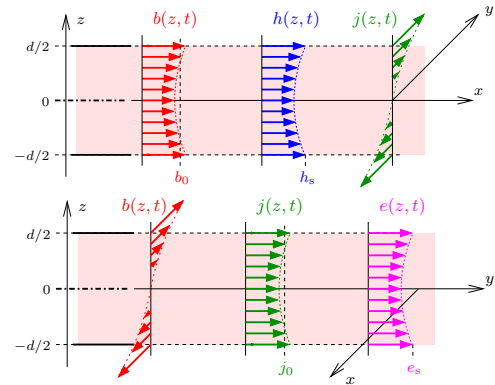 z b(z, t) h(z, t) j(z, t) y
d/2
x
0
−d/2
b₀ hₛ
z b(z, t) j(z, t) e(z, t)
d/2
y
0
−d/2
j₀ eₛ
x